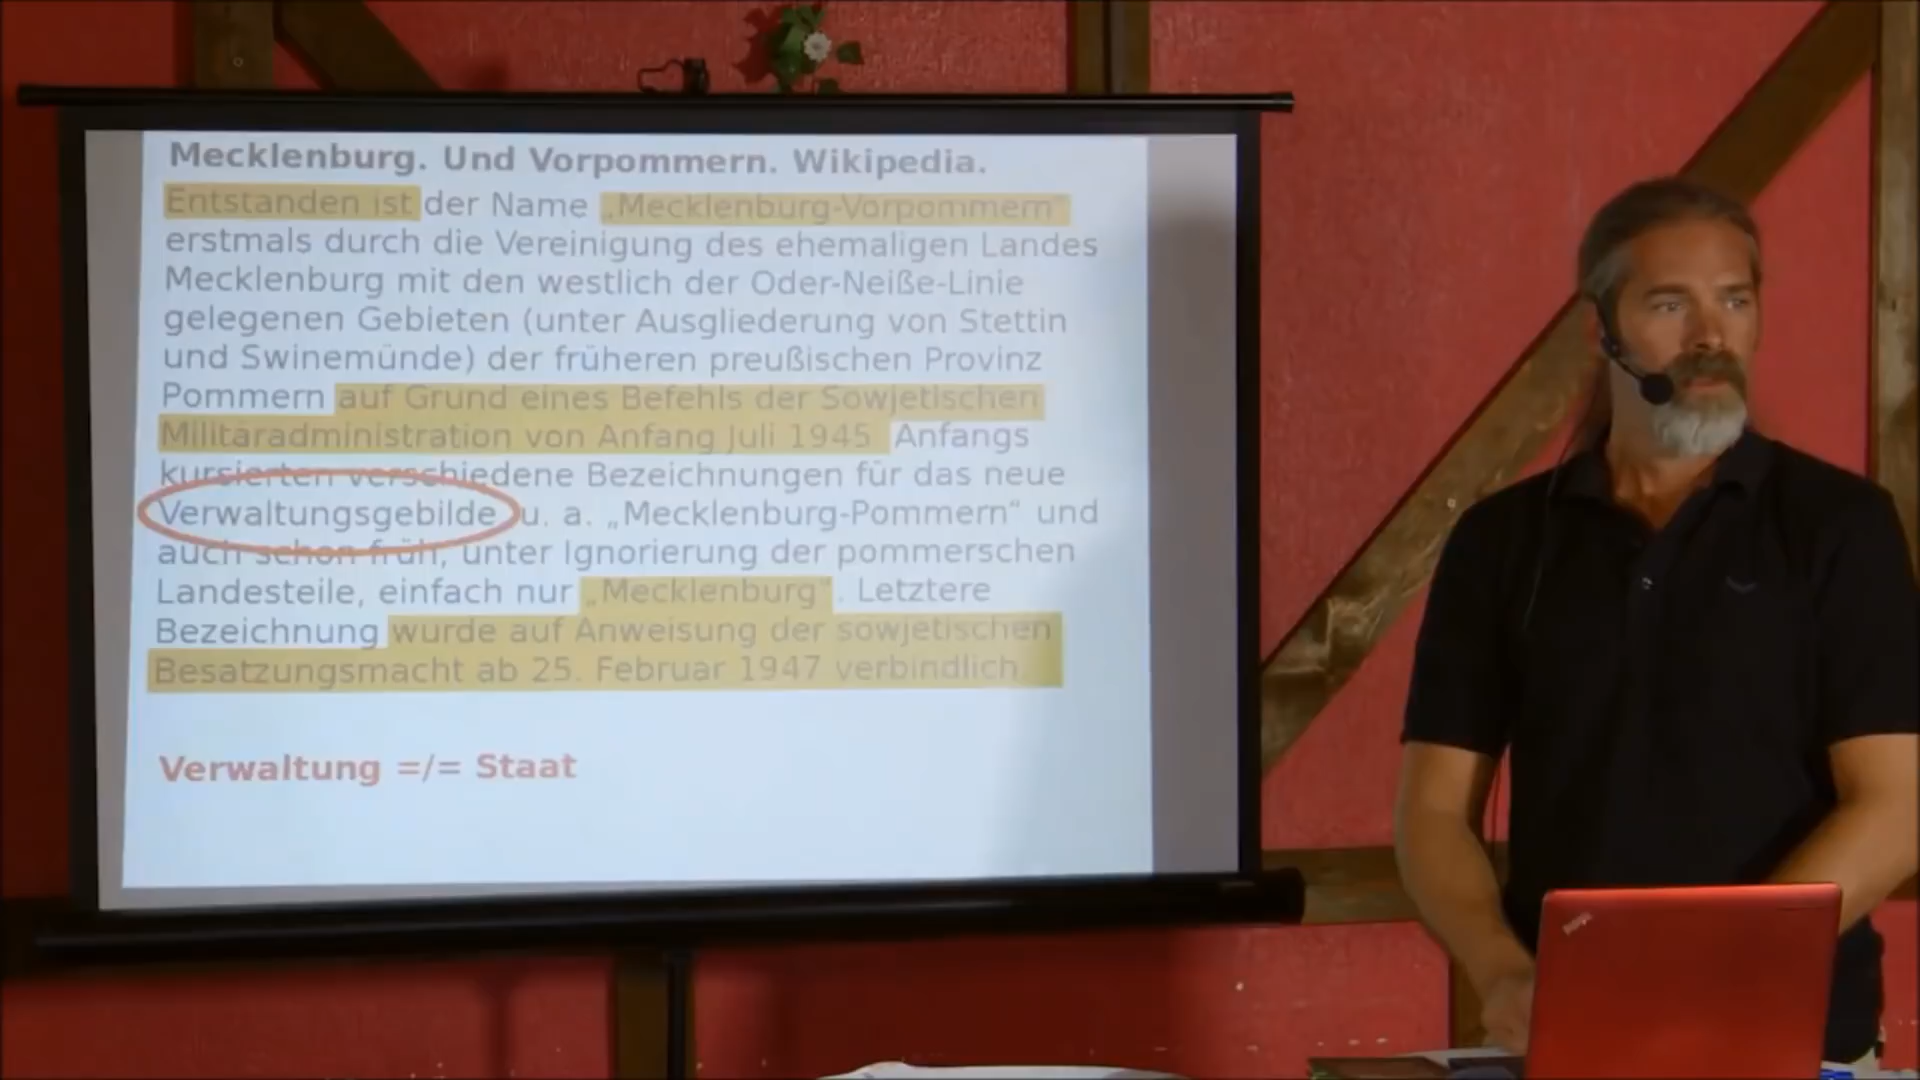 Mecklenburg. Und Vorpommern. Wikipedia.
Entstanden ist der Name „Mecklenburg-Vorpommern“
erstmals durch die Vereinigung des ehemaligen Landes
Mecklenburg mit den westlich der Oder-Neiße-Linie
gelegenen Gebieten (unter Ausgliederung von Stettin
und Swinemünde) der früheren preußischen Provinz
Pommern auf Grund eines Befehls der Sowjetischen
Militäradministration von Anfang Juli 1945 Anfangs
kursierten verschiedene Bezeichnungen für das neue
Verwaltungsgebilde u. a. „Mecklenburg-Pommern“ und
auch schon früh, unter Ignorierung der pommerschen
Landesteile, einfach nur „Mecklenburg“. Letztere
Bezeichnung wurde auf Anweisung der sowjetischen
Besatzungsmacht ab 25. Februar 1947 verbindlich
Verwaltung =/= Staat